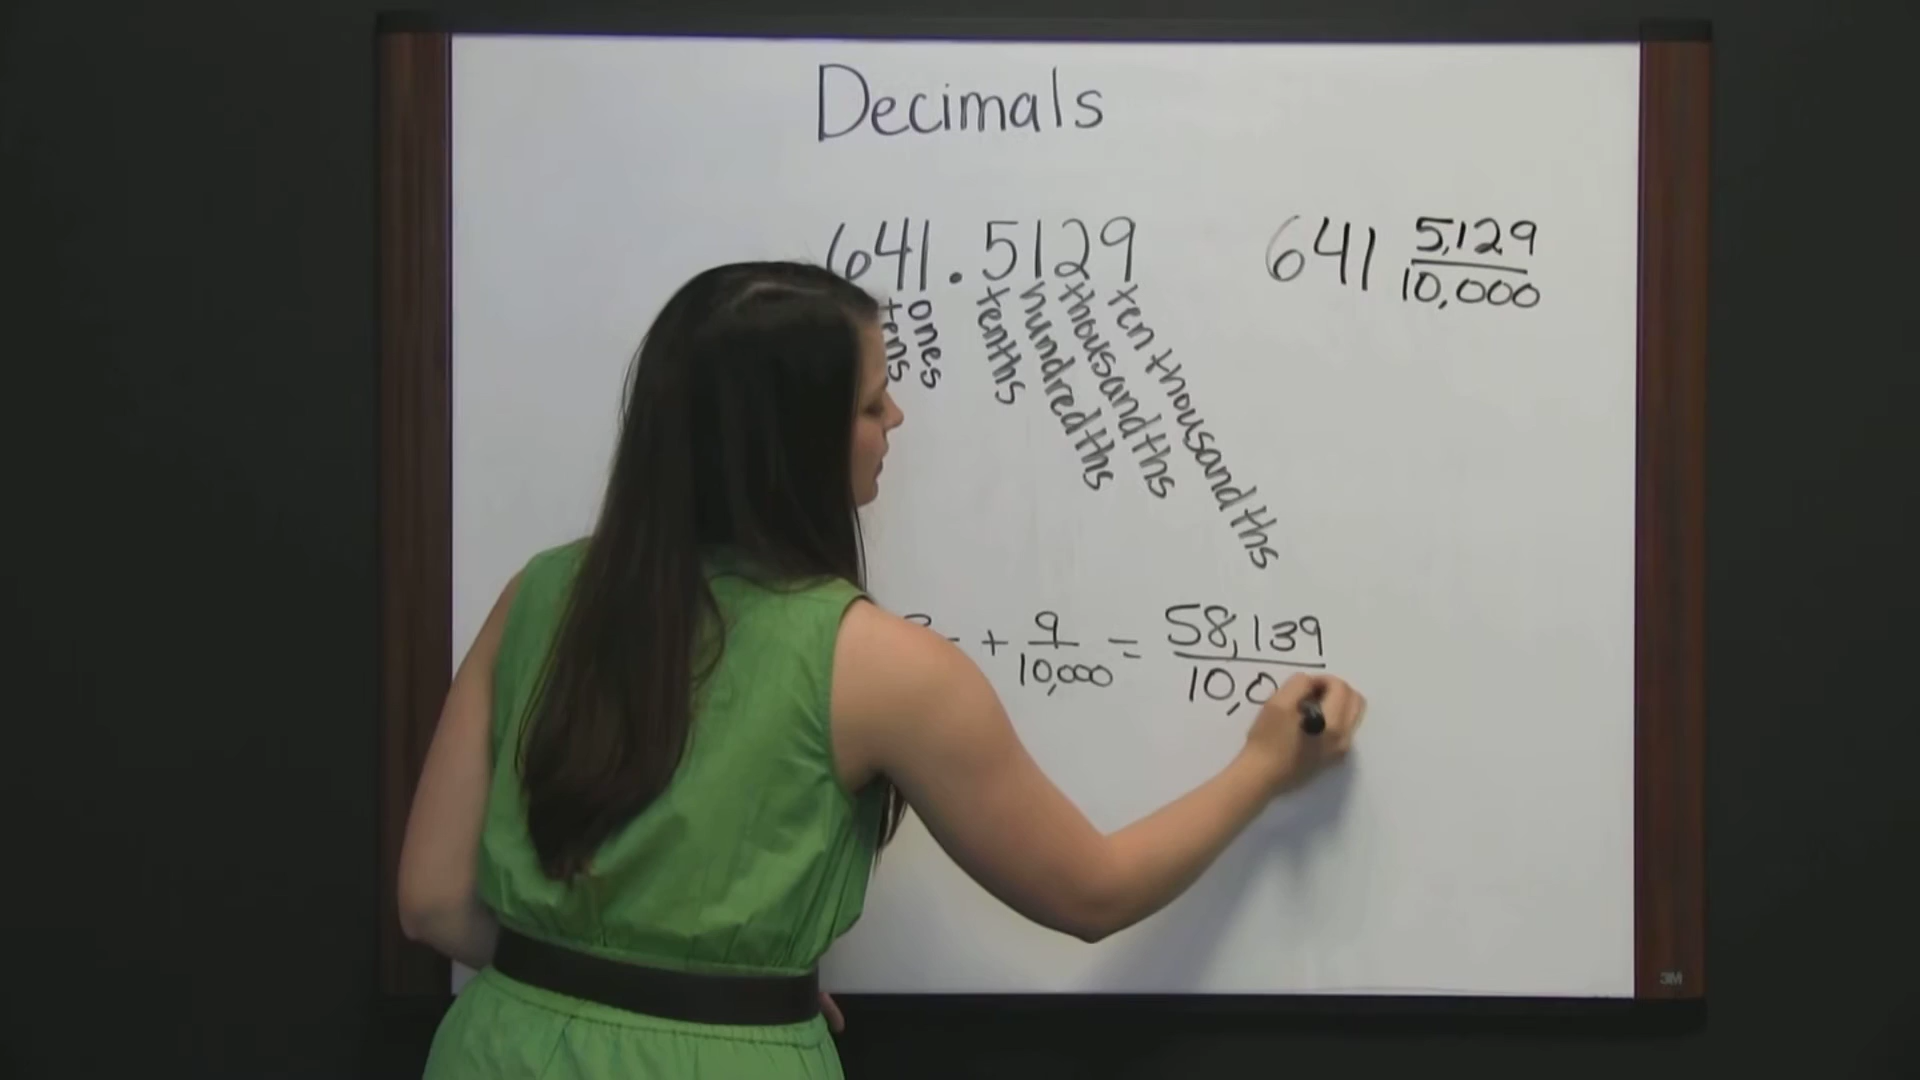 Decimals
641.5129
641 5,129/10,000
tens
ones
tenths
hundredths
thousandths
ten thousandths
+ 9/10,000 = 58,139/10,0
3M